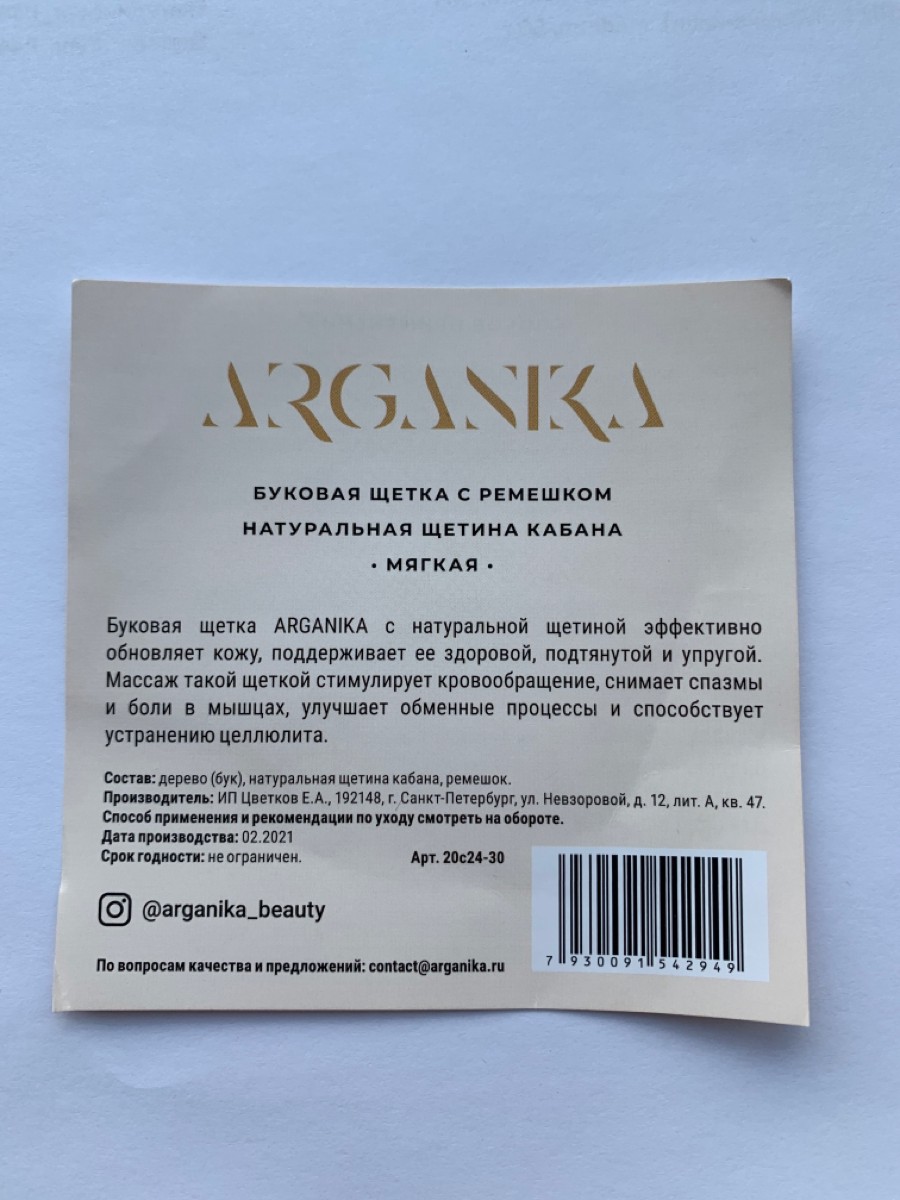 ARGANIKA
БУКОВАЯ ЩЕТКА С РЕМЕШКОМ
НАТУРАЛЬНАЯ ЩЕТИНА КАБАНА
• МЯГКАЯ •
Буковая щетка ARGANIKA с натуральной щетиной эффективно
обновляет кожу, поддерживает ее здоровой, подтянутой и упругой.
Массаж такой щеткой стимулирует кровообращение, снимает спазмы
и боли в мышцах, улучшает обменные процессы и способствует
устранению целлюлита.
Состав: дерево (бук), натуральная щетина кабана, ремешок.
Производитель: ИП Цветков Е.А., 192148, г. Санкт-Петербург, ул. Невзоровой, д. 12, лит. А, кв. 47.
Способ применения и рекомендации по уходу смотреть на обороте.
Дата производства: 02.2021
Срок годности: не ограничен. Арт. 20с24-30
@arganika_beauty
По вопросам качества и предложений: contact@arganika.ru
7 930091 542949